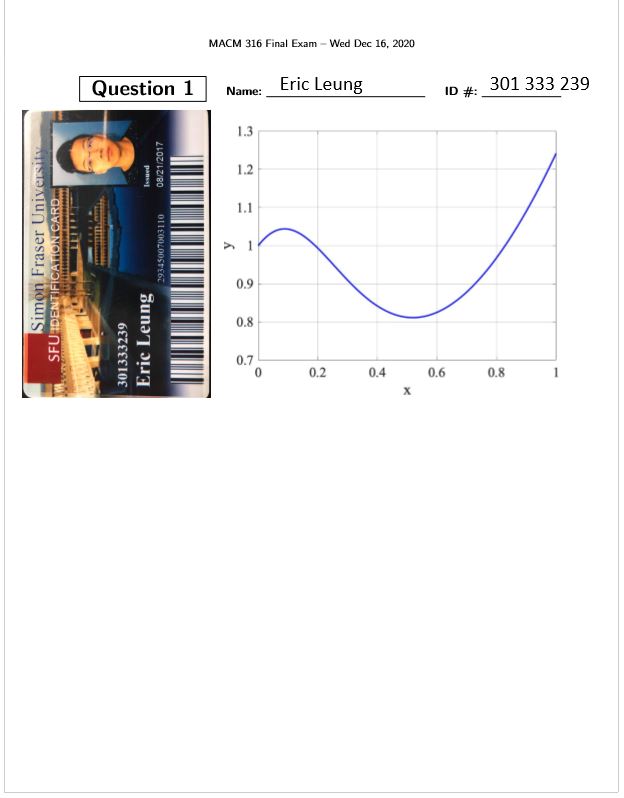 MACM 316 Final Exam – Wed Dec 16, 2020
Question 1 Name: Eric Leung ID #: 301 333 239
Simon Fraser University
SFU IDENTIFICATION CARD
301333239
Eric Leung
29345007003110
Issued
08/21/2017
1.3
1.2
1.1
1
0.9
0.8
0.7
y
0 0.2 0.4 0.6 0.8 1
x